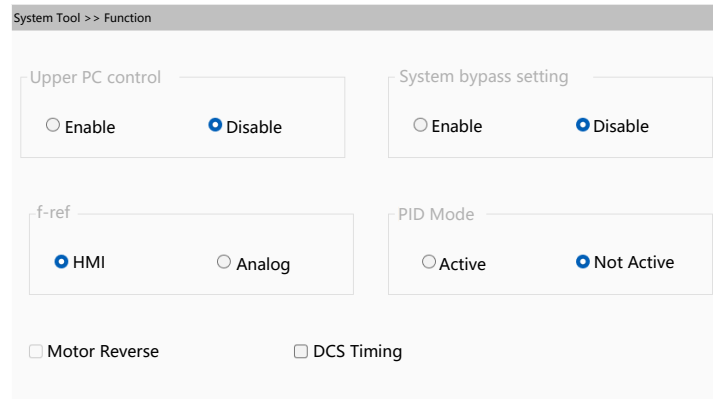 System Tool >> Function
Upper PC control
System bypass setting
Enable
Disable
Enable
Disable
f-ref
PID Mode
HMI
Analog
Active
Not Active
Motor Reverse
DCS Timing